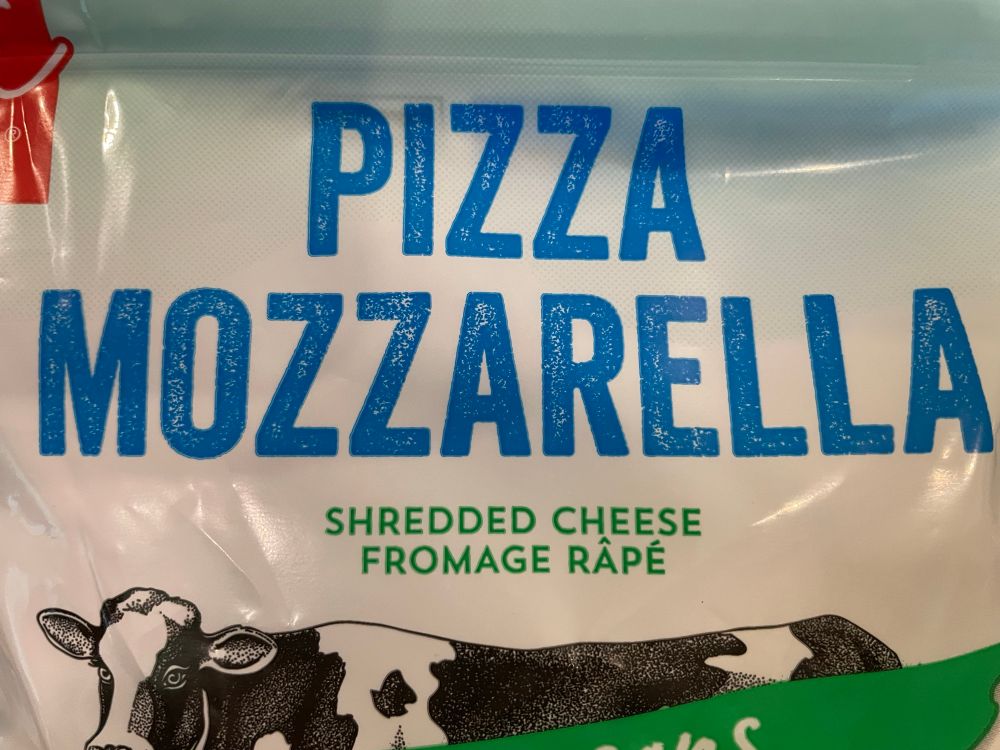 PIZZA
MOZZARELLA
SHREDDED CHEESE
FROMAGE RÂPÉ